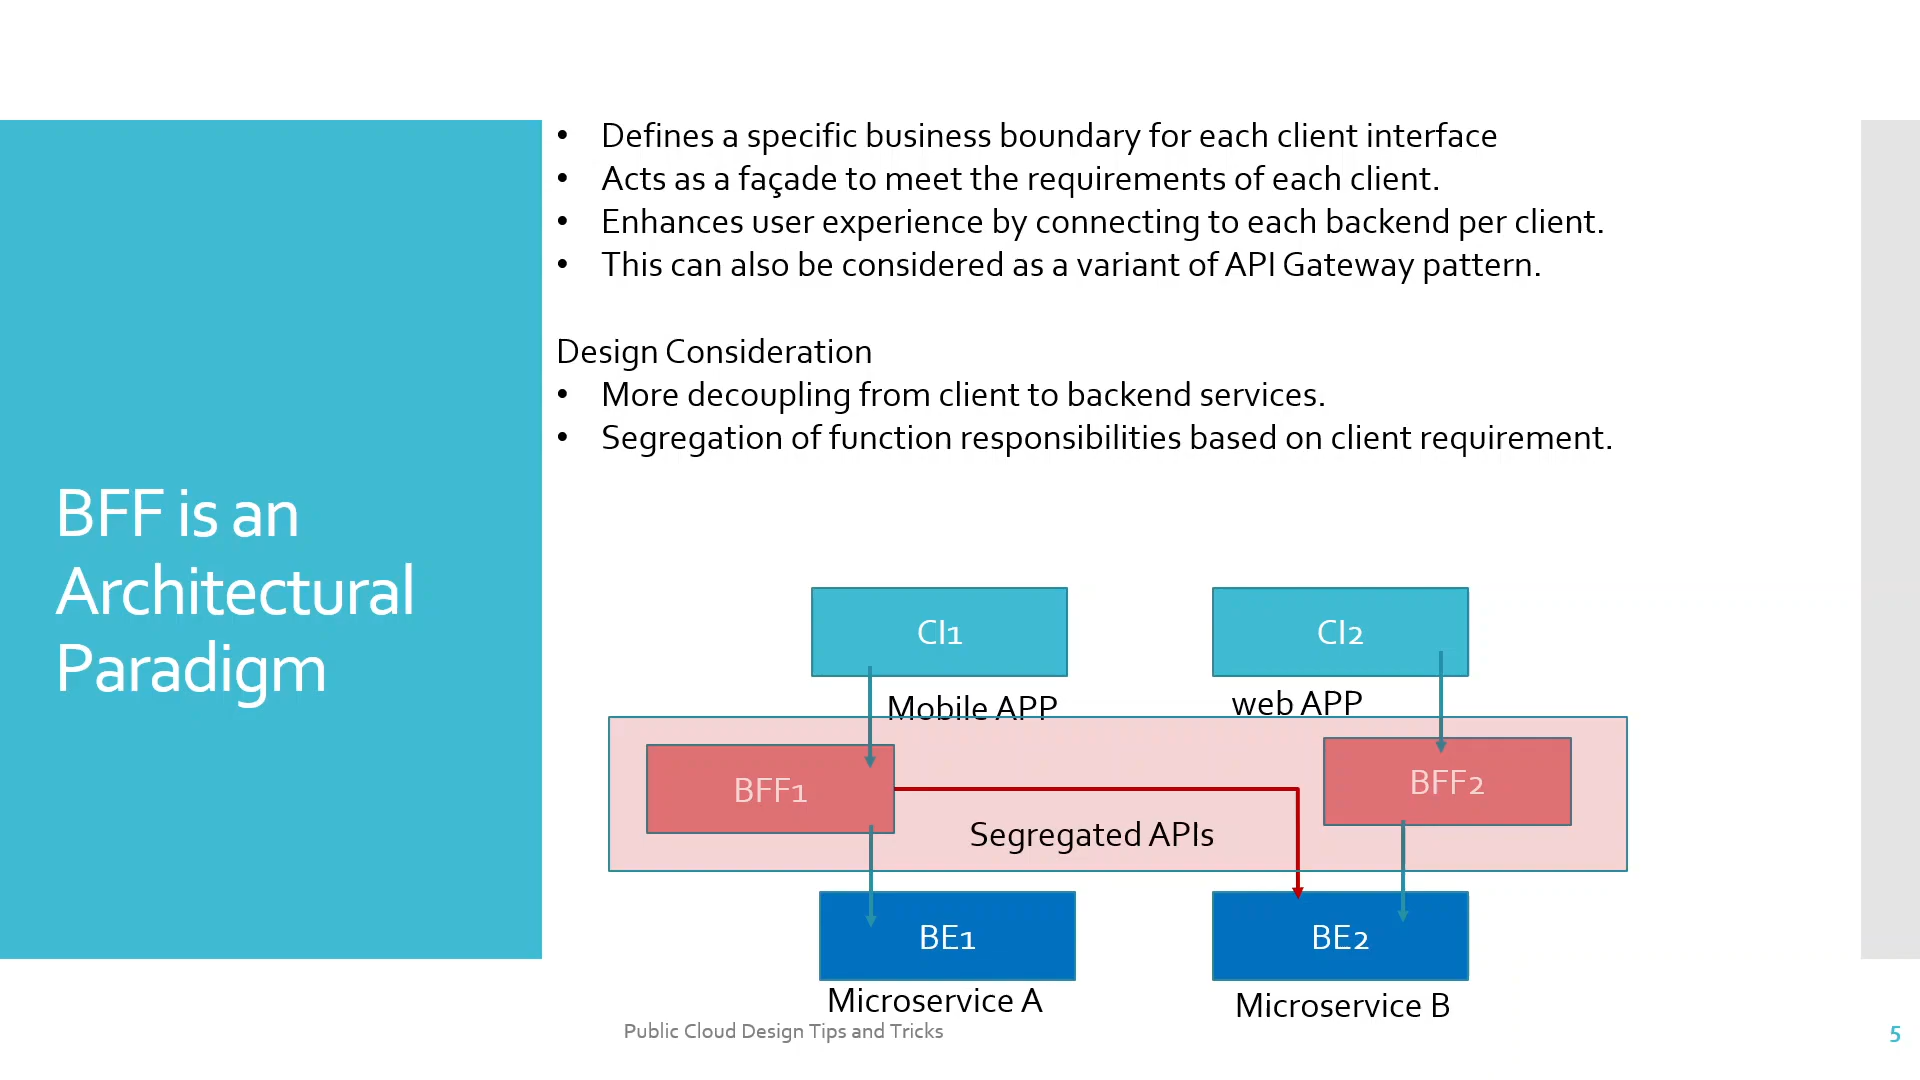 BFF is an
Architectural
Paradigm
• Defines a specific business boundary for each client interface
• Acts as a façade to meet the requirements of each client.
• Enhances user experience by connecting to each backend per client.
• This can also be considered as a variant of API Gateway pattern.
Design Consideration
• More decoupling from client to backend services.
• Segregation of function responsibilities based on client requirement.
CI1
CI2
Mobile APP
web APP
BFF1
BFF2
Segregated APIs
BE1
BE2
Microservice A
Microservice B
Public Cloud Design Tips and Tricks
5